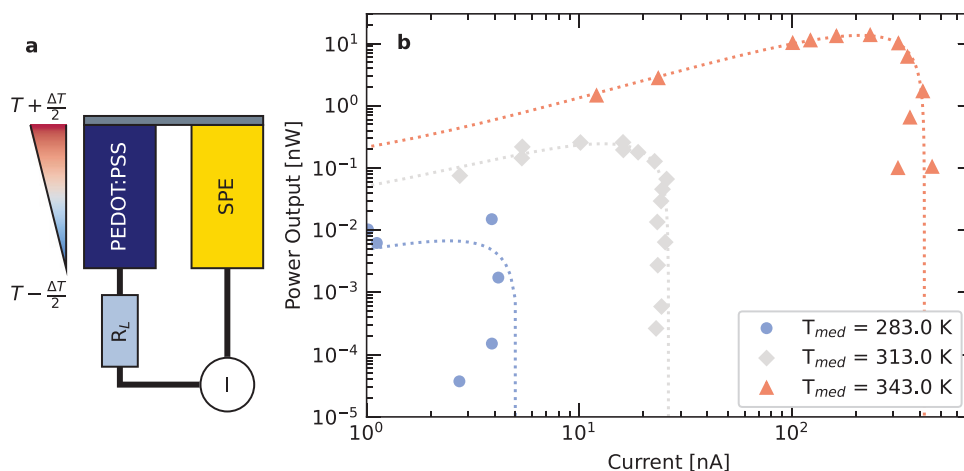 a
T + ΔT/2
PEDOT:PSS
SPE
T − ΔT/2
R_L
I
b
Power Output [nW]
10^1
10^0
10^-1
10^-2
10^-3
10^-4
10^-5
10^0
10^1
10^2
Current [nA]
T_med = 283.0 K
T_med = 313.0 K
T_med = 343.0 K